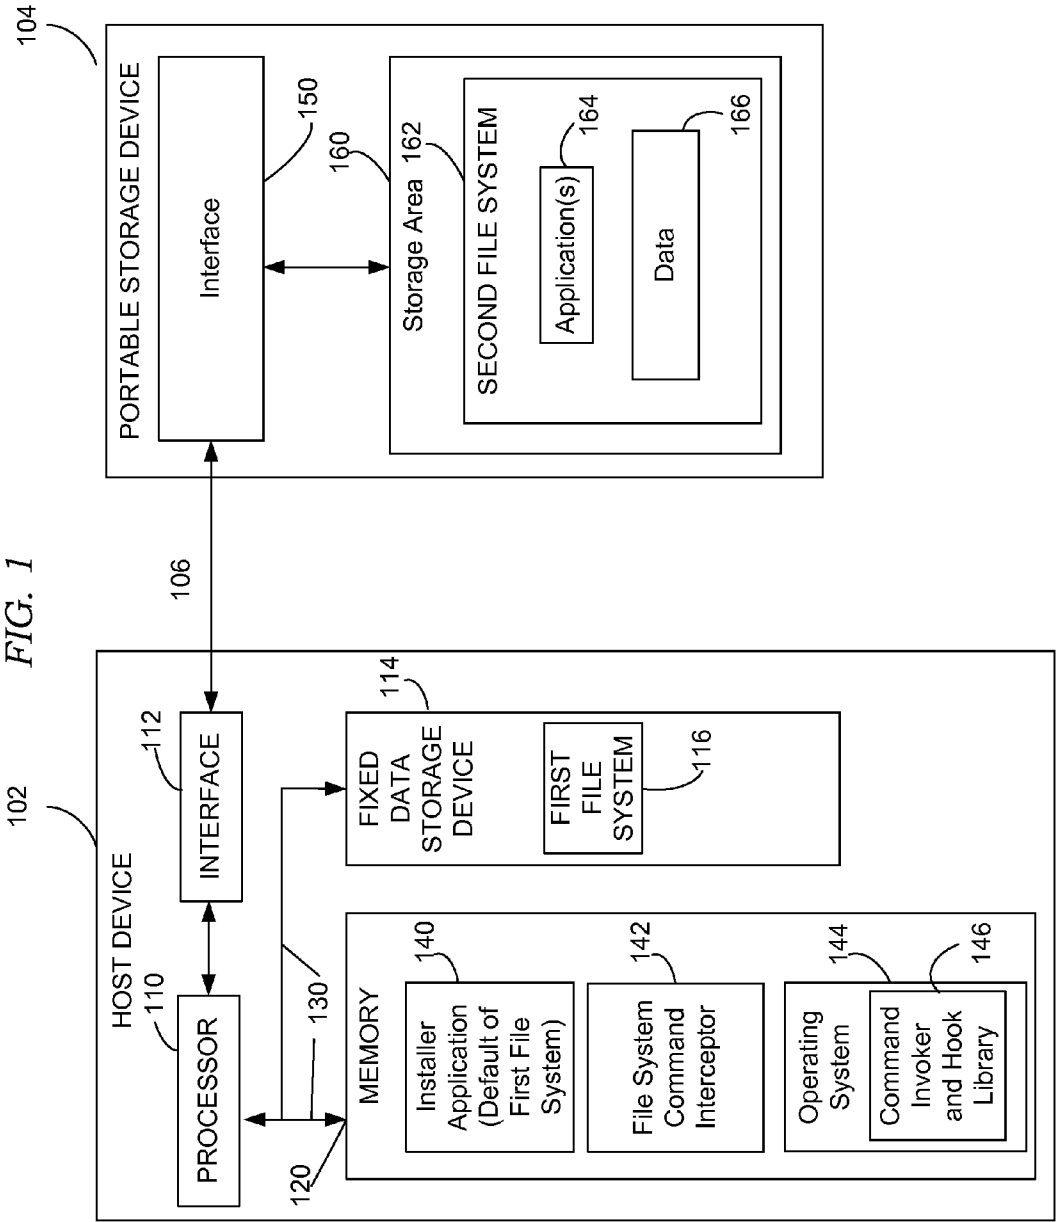 FIG. 1
102
HOST DEVICE
110
PROCESSOR
112
INTERFACE
106
104
PORTABLE STORAGE DEVICE
Interface
150
160
Storage Area
162
SECOND FILE SYSTEM
Application(s)
164
Data
166
130
120
MEMORY
140
Installer
Application
(Default of
First File
System)
142
File System
Command
Interceptor
144
Operating
System
146
Command
Invoker
and Hook
Library
114
FIXED
DATA
STORAGE
DEVICE
FIRST
FILE
SYSTEM
116